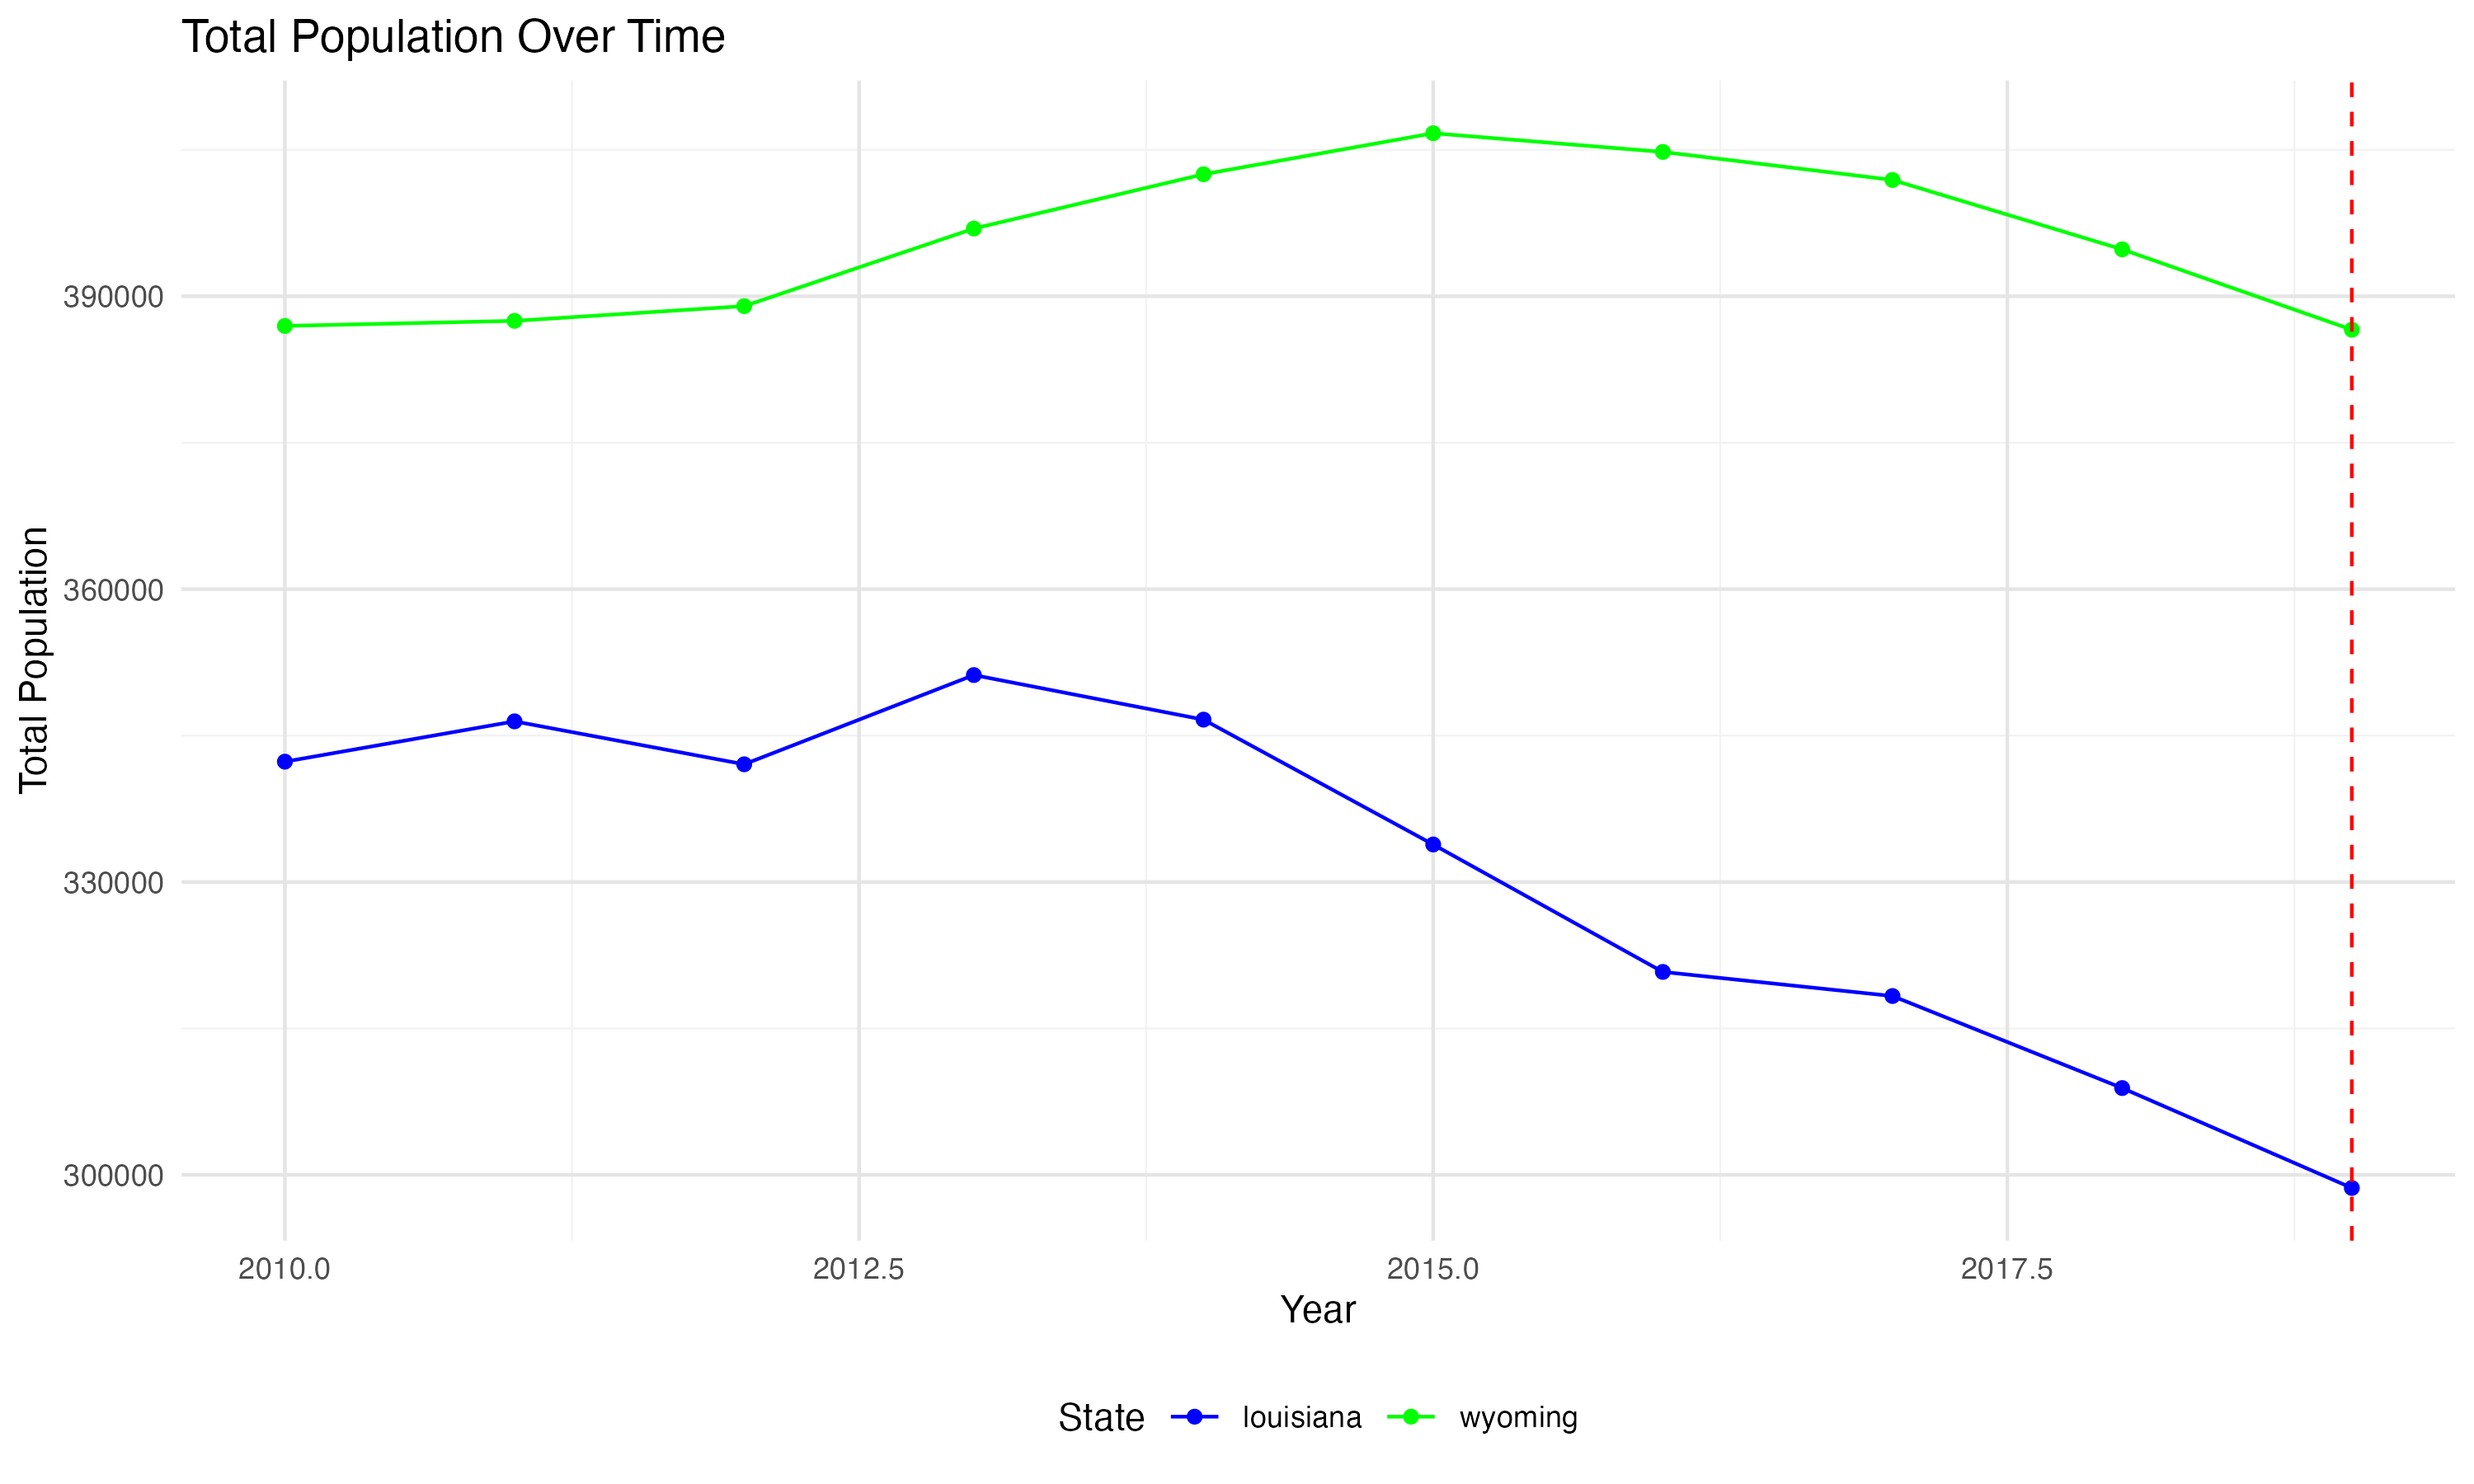 Total Population Over Time
Total Population
390000
360000
330000
300000
2010.0 2012.5 2015.0 2017.5
Year
State louisiana wyoming